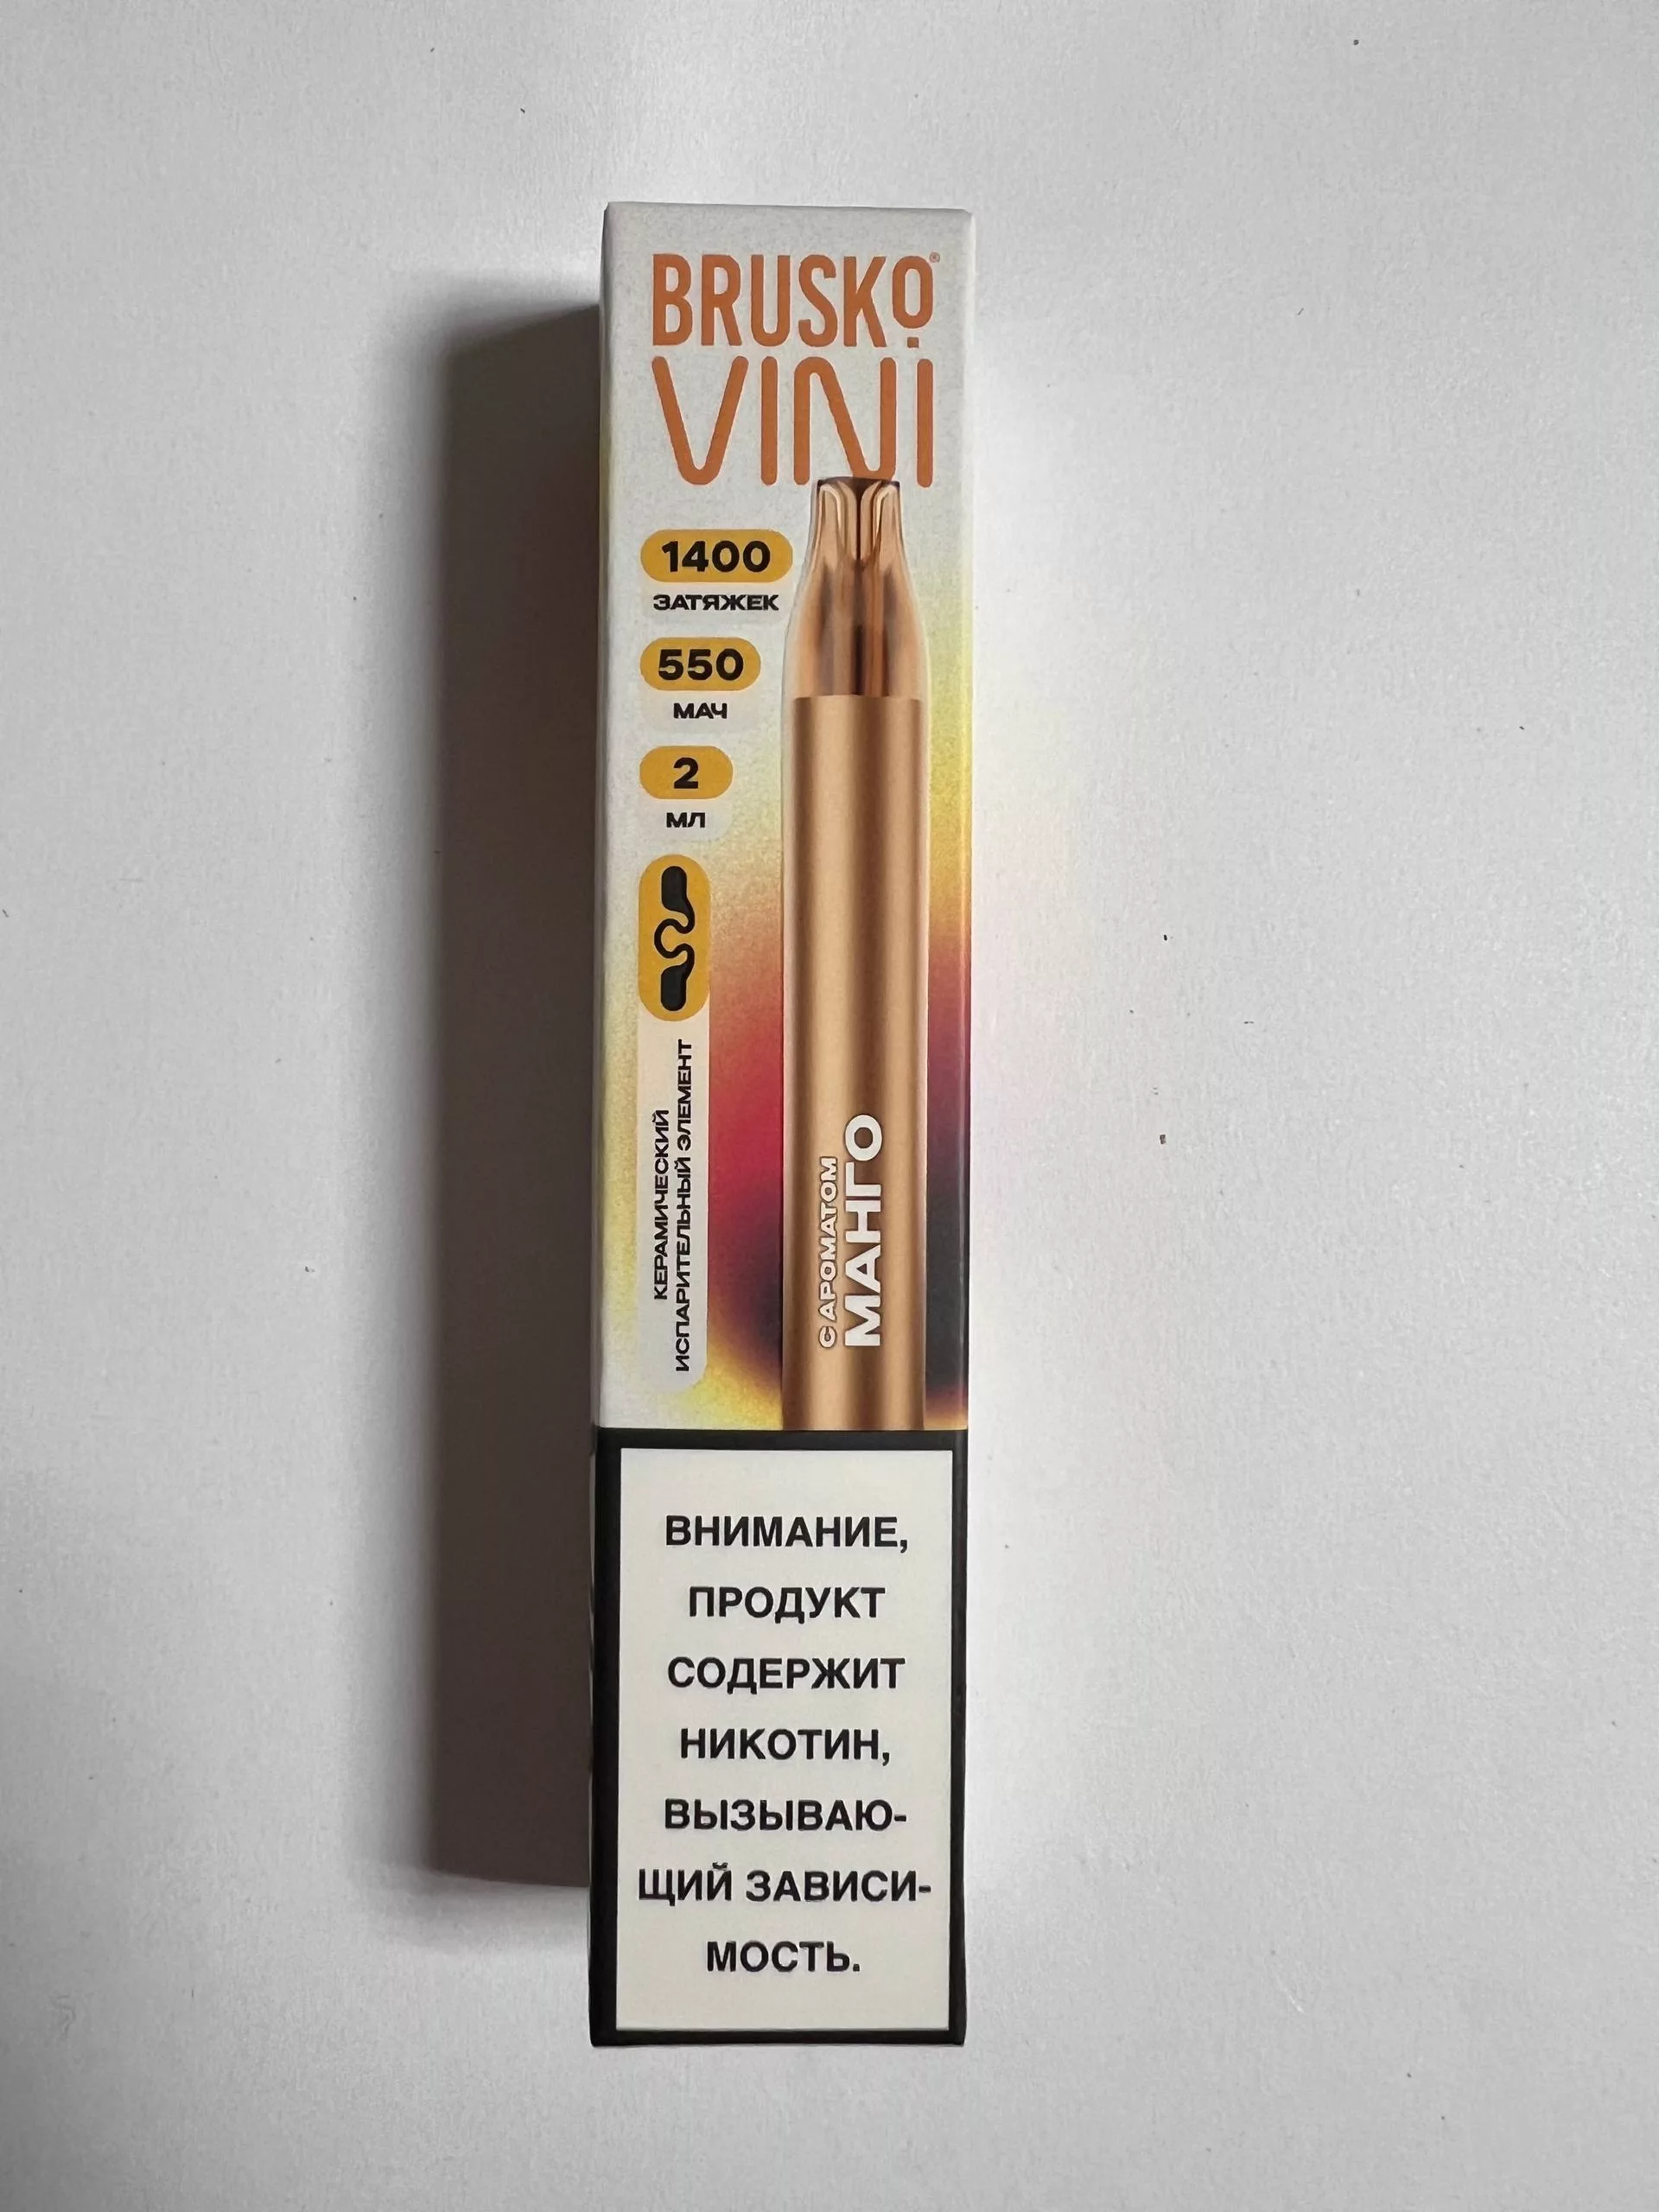 BRUSKO®
VINI
1400
ЗАТЯЖЕК
550
МАЧ
2
МЛ
КЕРАМИЧЕСКИЙ
ИСПАРИТЕЛЬНЫЙ ЭЛЕМЕНТ
С АРОМАТОМ
МАНГО
ВНИМАНИЕ,
ПРОДУКТ
СОДЕРЖИТ
НИКОТИН,
ВЫЗЫВАЮ-
ЩИЙ ЗАВИСИ-
МОСТЬ.